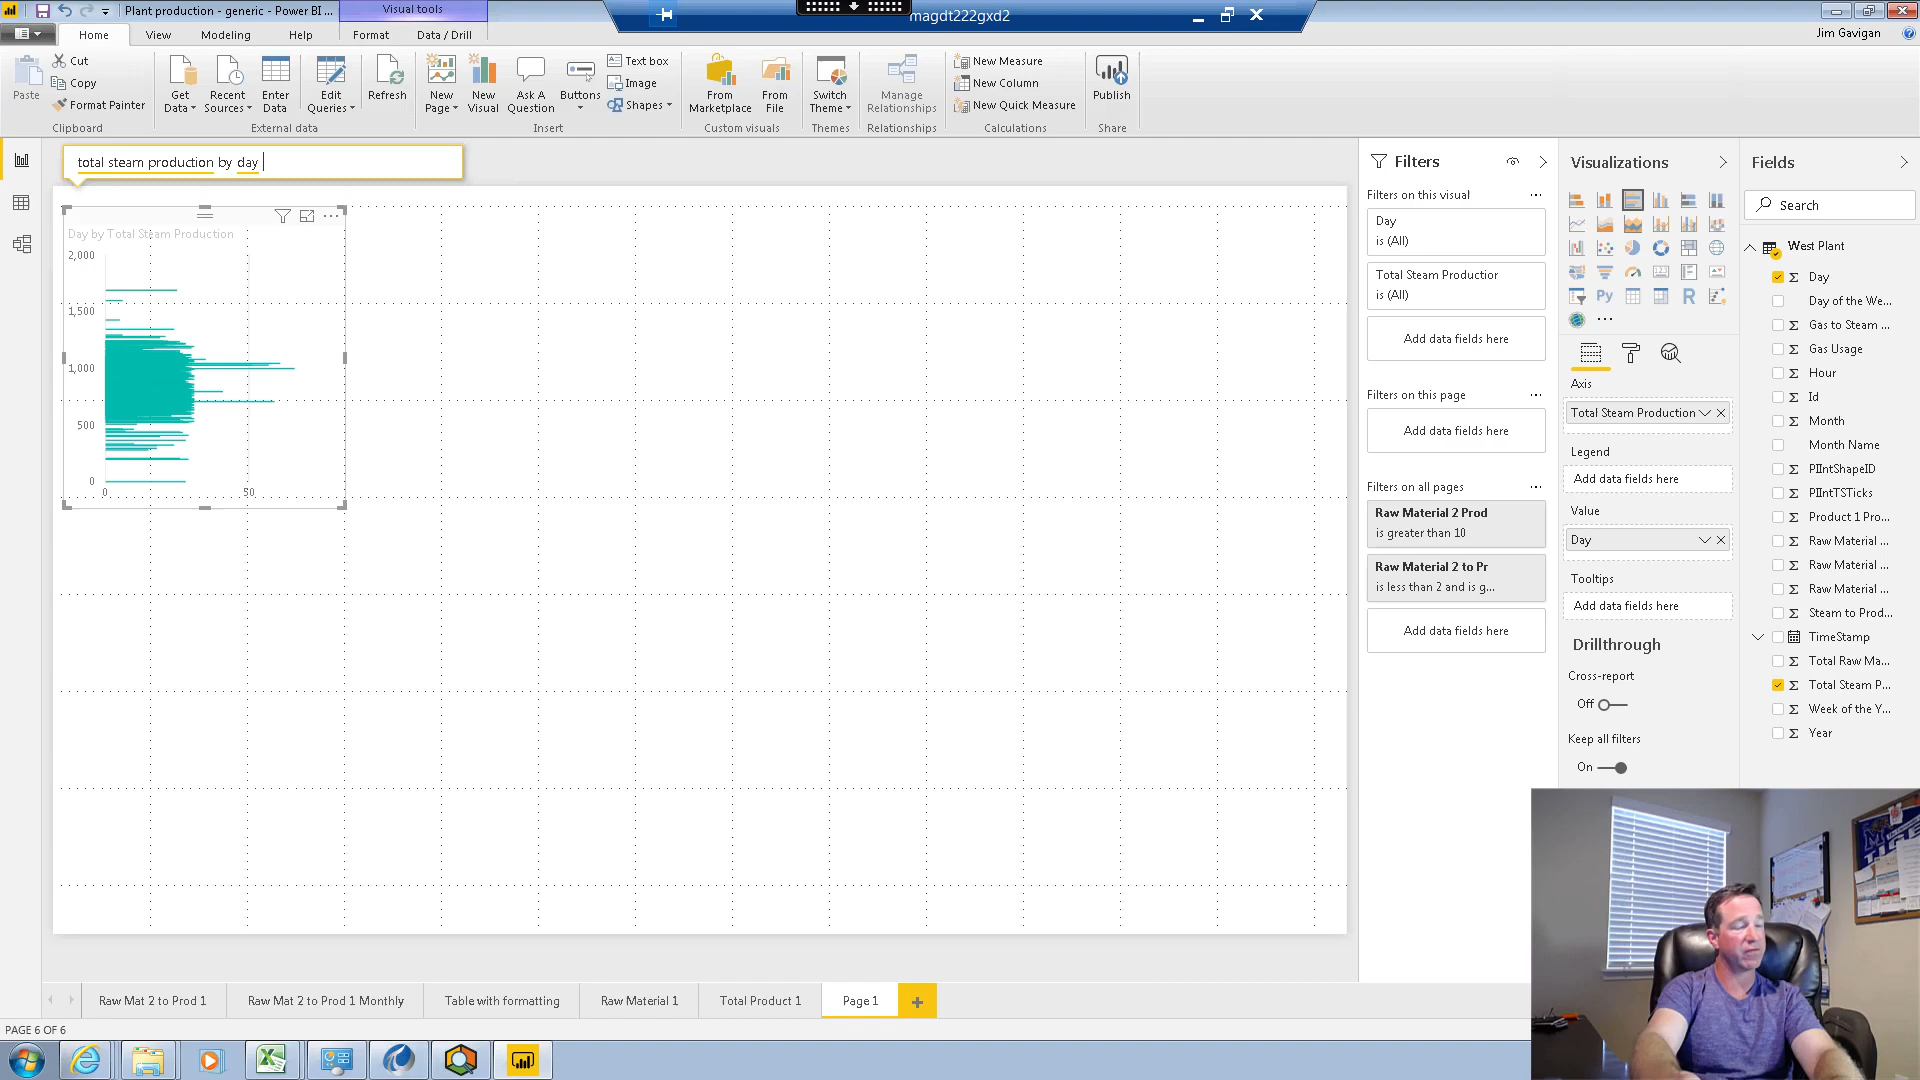 Plant production - generic - Power BI ...
Visual tools
magdt222gxd2
Home
View
Modeling
Help
Format
Data / Drill
Jim Gavigan
Paste
Cut
Copy
Format Painter
Clipboard
Get Data
Recent Sources
Enter Data
Edit Queries
Refresh
External data
New Page
New Visual
Ask A Question
Buttons
Text box
Image
Shapes
Insert
From Marketplace
From File
Custom visuals
Switch Theme
Themes
Manage Relationships
Relationships
New Measure
New Column
New Quick Measure
Calculations
Publish
Share
total steam production by day
Day by Total Steam Production
2,000
1,500
1,000
500
0
0
50
Filters
Filters on this visual
Day
is (All)
Total Steam Productior
is (All)
Add data fields here
Filters on this page
Add data fields here
Filters on all pages
Raw Material 2 Prod
is greater than 10
Raw Material 2 to Pr
is less than 2 and is g...
Add data fields here
Visualizations
Py
R
Axis
Total Steam Production
Legend
Add data fields here
Value
Day
Tooltips
Add data fields here
Drillthrough
Cross-report
Off
Keep all filters
On
Fields
Search
West Plant
Day
Day of the We...
Gas to Steam ...
Gas Usage
Hour
Id
Month
Month Name
PIIntShapeID
PIIntTSTicks
Product 1 Pro...
Raw Material ...
Raw Material ...
Raw Material ...
Steam to Prod...
TimeStamp
Total Raw Ma...
Total Steam P...
Week of the Y...
Year
Raw Mat 2 to Prod 1
Raw Mat 2 to Prod 1 Monthly
Table with formatting
Raw Material 1
Total Product 1
Page 1
PAGE 6 OF 6